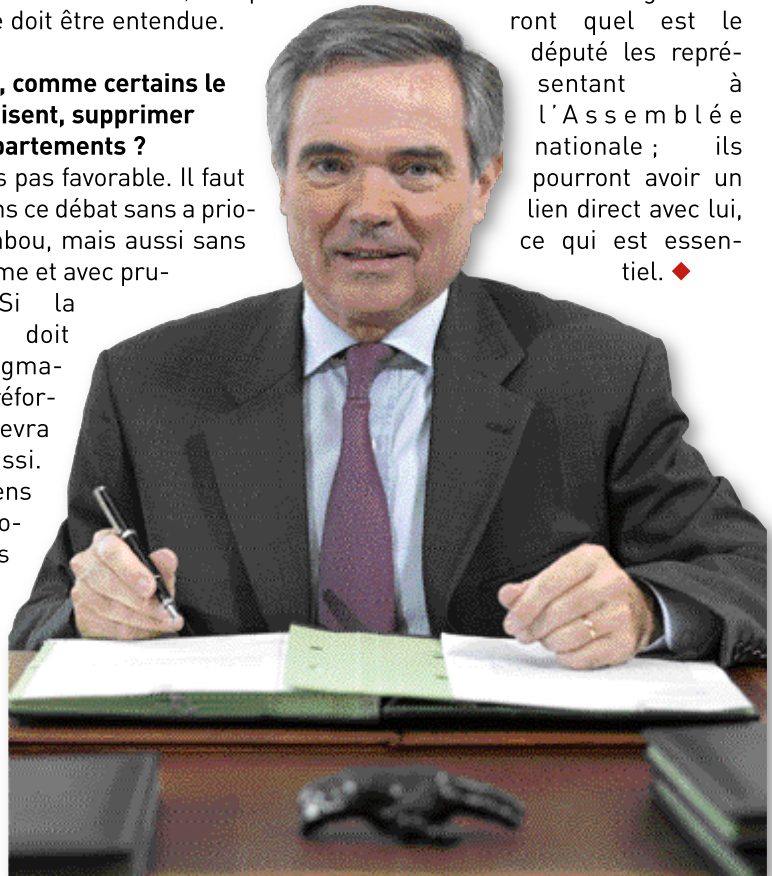 doit être entendue.
, comme certains le
isent, supprimer
partements ?
s pas favorable. Il faut
ns ce débat sans a prio-
bou, mais aussi sans
me et avec pru-
Si la
doit
gma-
réfor-
evra
ssi.
ens
o-
s
ront quel est le
député les repré-
sentant à
l’Assemblée
nationale ; ils
pourront avoir un
lien direct avec lui,
ce qui est essen-
tiel.